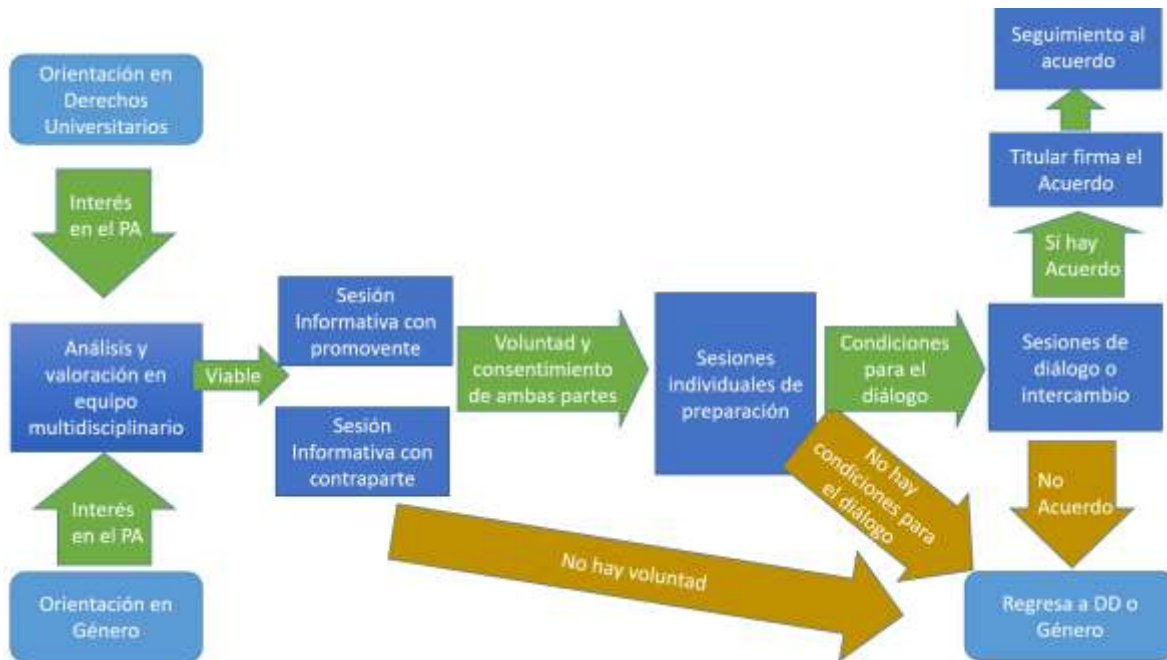 Orientación en
Derechos
Universitarios
Interés
en el PA
Análisis y
valoración en
equipo
multidisciplinario
Interés
en el PA
Orientación en
Género
Viable
Sesión
Informativa con
promovente
Sesión
Informativa con
contraparte
Voluntad y
consentimiento
de ambas partes
No hay voluntad
Sesiones
individuales de
preparación
Condiciones
para el
diálogo
No hay
condiciones para
el diálogo
Seguimiento al
acuerdo
Titular firma el
Acuerdo
Sí hay
Acuerdo
Sesiones de
diálogo o
intercambio
No
Acuerdo
Regresa a DD o
Género